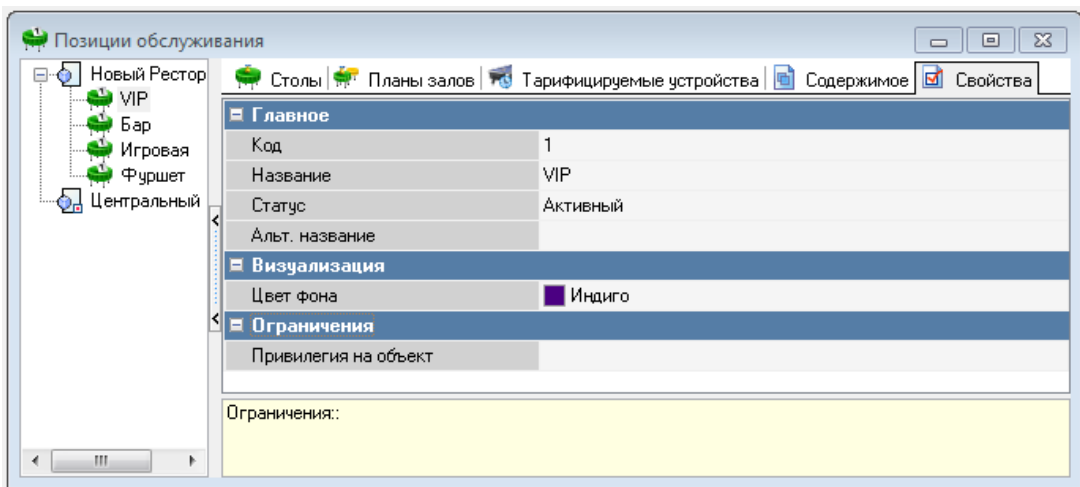 Позиции обслуживания
Новый Рестор
VIP
Бар
Игровая
Фуршет
Центральный
Столы Планы залов Тарифицируемые устройства Содержимое Свойства
Главное
Код 1
Название VIP
Статус Активный
Альт. название
Визуализация
Цвет фона Индиго
Ограничения
Привилегия на объект
Ограничения::